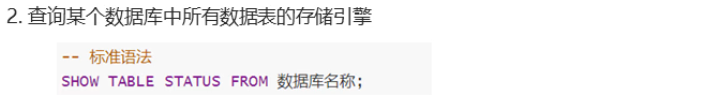 2. 查询某个数据库中所有数据表的存储引擎
-- 标准语法
SHOW TABLE STATUS FROM 数据库名称;